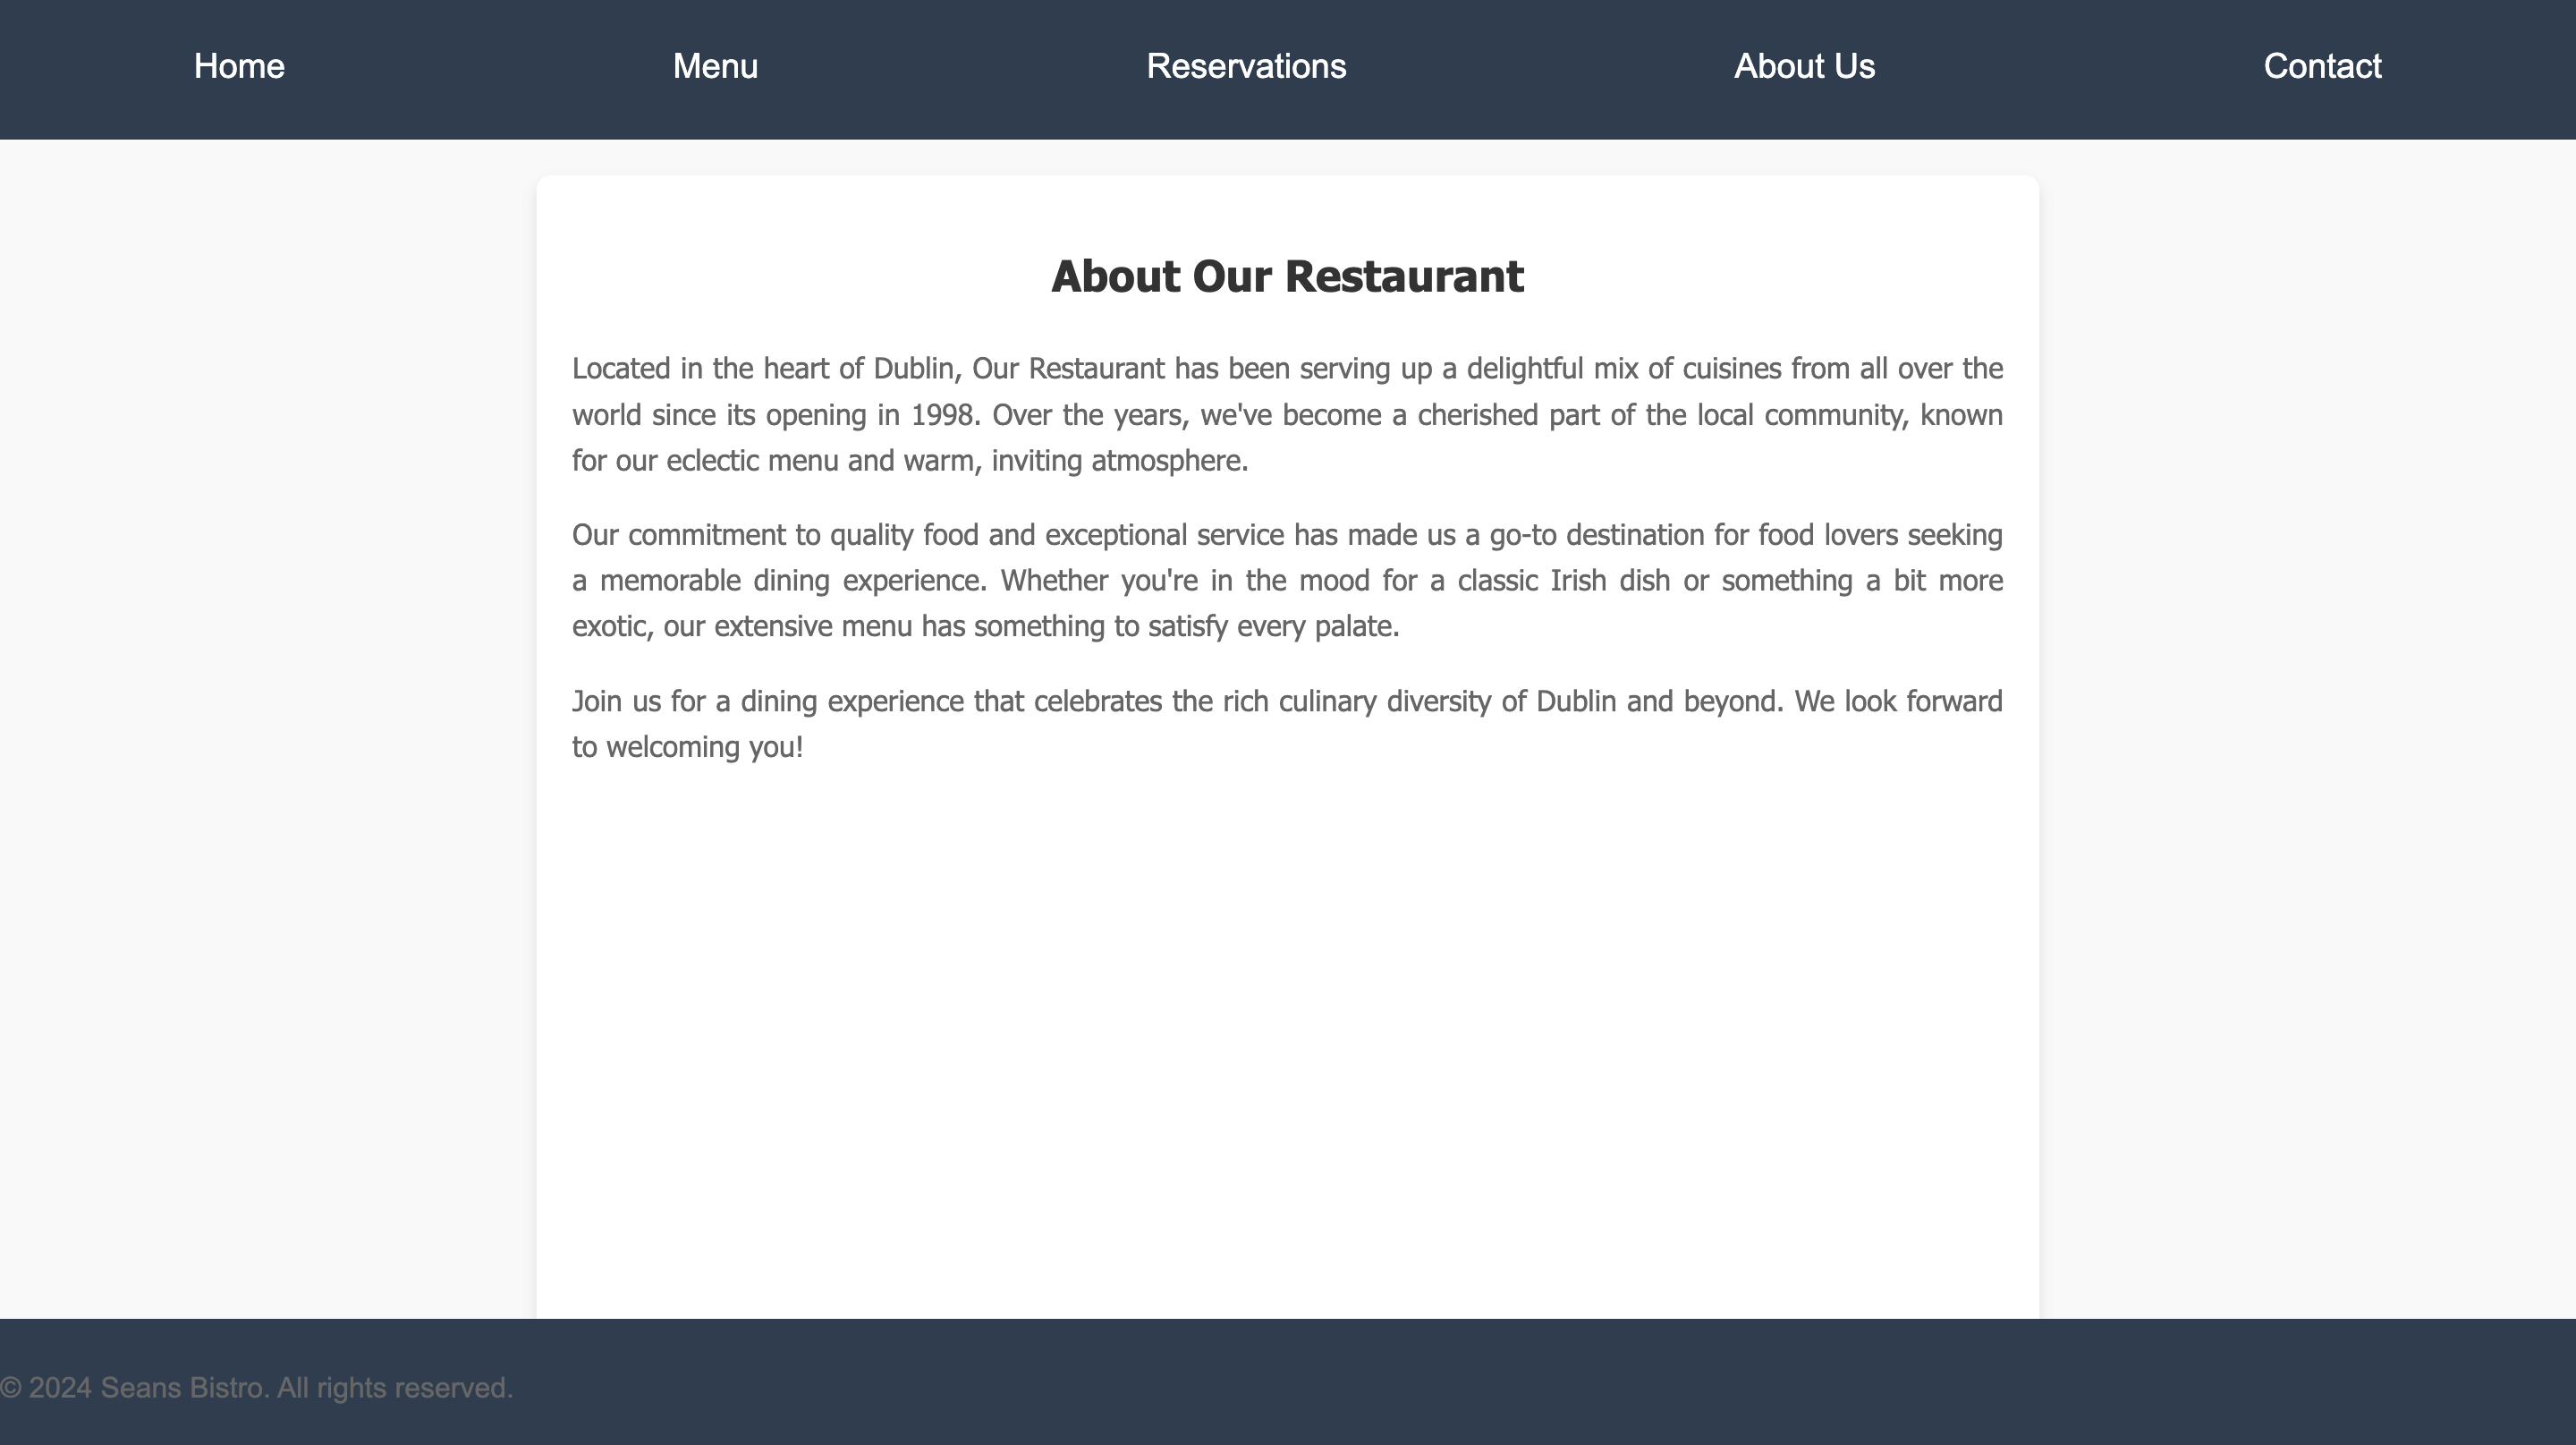 Home Menu Reservations About Us Contact
About Our Restaurant
Located in the heart of Dublin, Our Restaurant has been serving up a delightful mix of cuisines from all over the
world since its opening in 1998. Over the years, we've become a cherished part of the local community, known
for our eclectic menu and warm, inviting atmosphere.
Our commitment to quality food and exceptional service has made us a go-to destination for food lovers seeking
a memorable dining experience. Whether you're in the mood for a classic Irish dish or something a bit more
exotic, our extensive menu has something to satisfy every palate.
Join us for a dining experience that celebrates the rich culinary diversity of Dublin and beyond. We look forward
to welcoming you!
© 2024 Seans Bistro. All rights reserved.